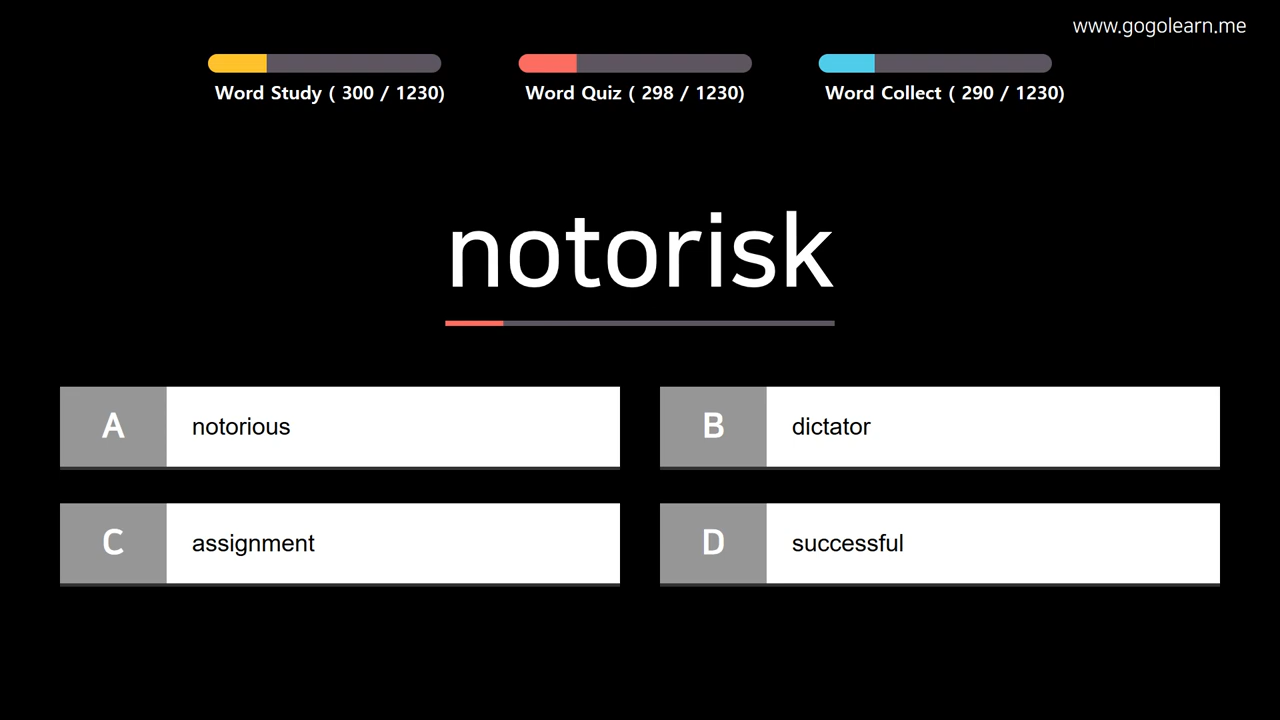 www.gogolearn.me
Word Study ( 300 / 1230)
Word Quiz ( 298 / 1230)
Word Collect ( 290 / 1230)
notorisk
A notorious
B dictator
C assignment
D successful